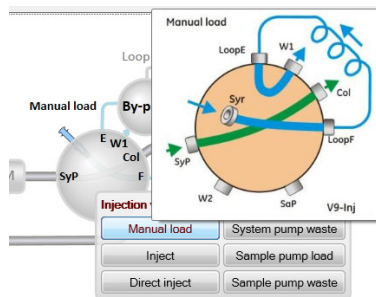 Manual load
LoopE
W1
Col
Syr
SyP
LoopF
W2
SaP
V9-Inj
Loop
Manual load
By-p
E
W1
Col
SyP
F
M
Injection v
Manual load
System pump waste
Inject
Sample pump load
Direct inject
Sample pump waste